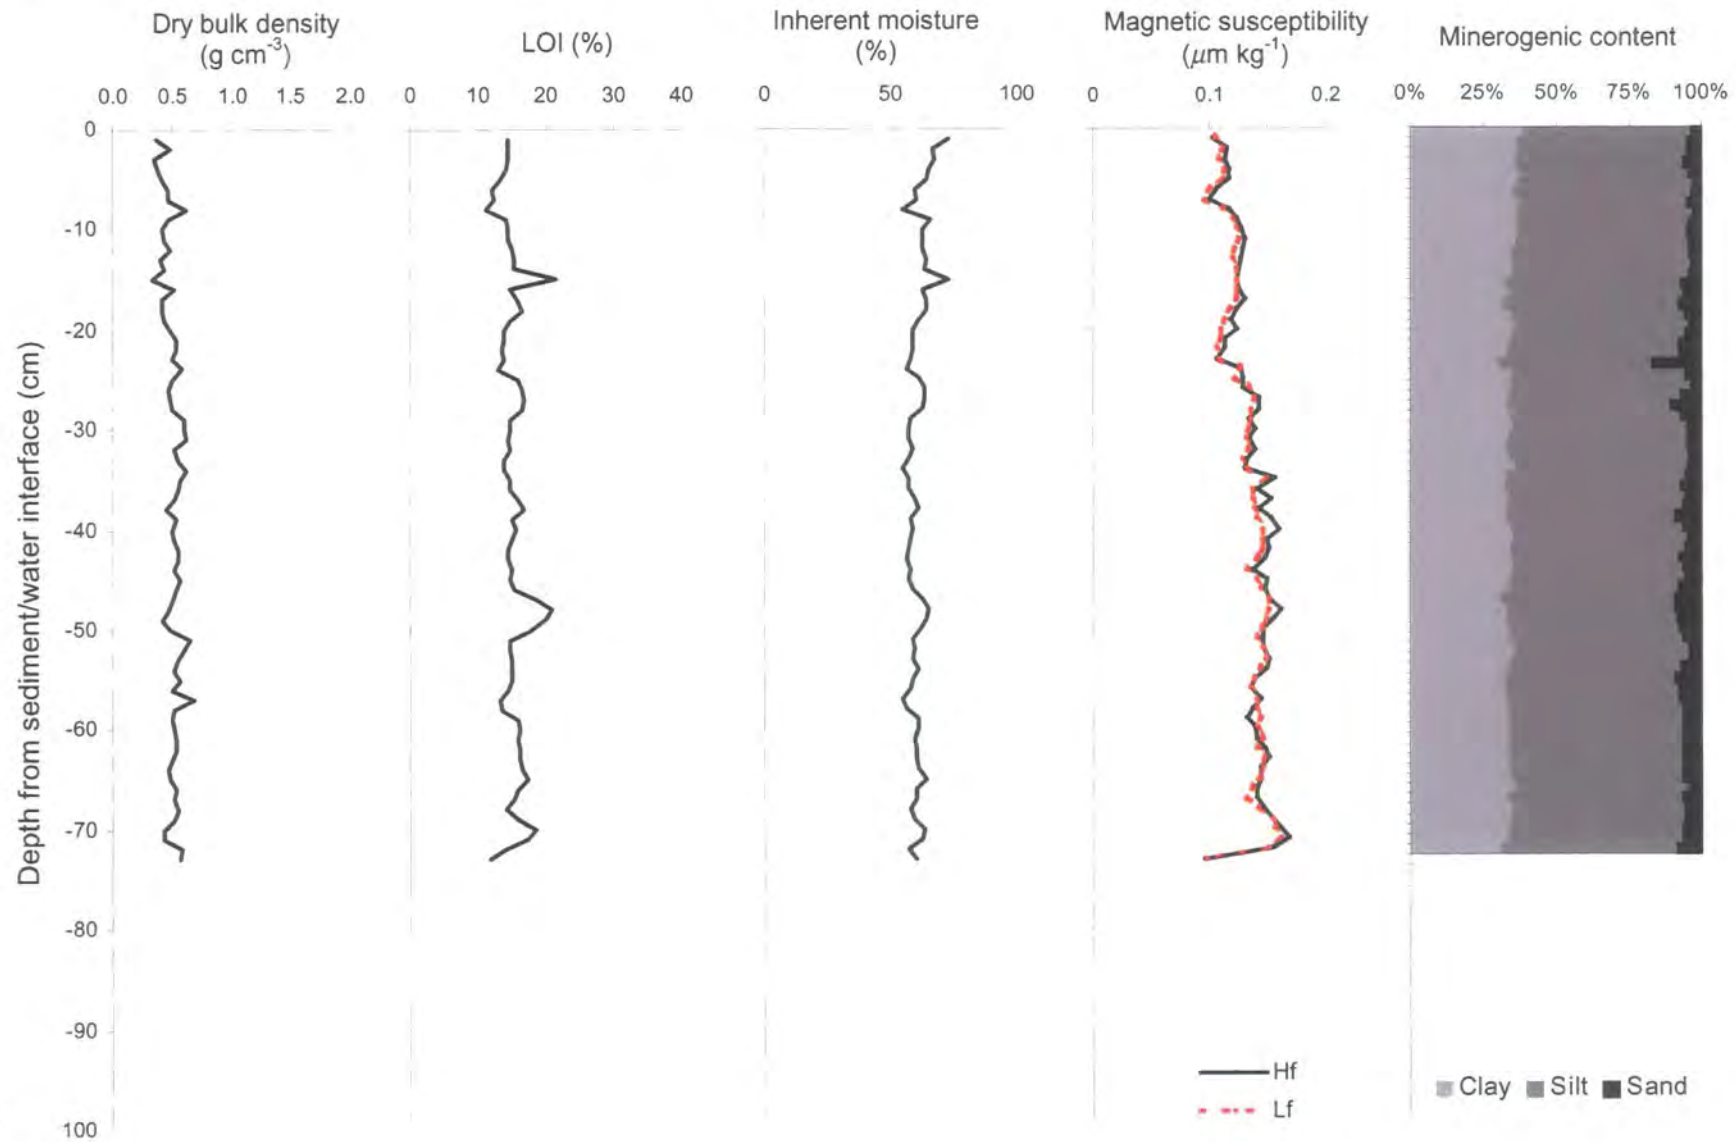 Dry bulk density
(g cm⁻³)
LOI (%)
Inherent moisture
(%)
Magnetic susceptibility
(μm kg⁻¹)
Minerogenic content
0.0 0.5 1.0 1.5 2.0
0 10 20 30 40
0 50 100
0 0.1 0.2
0% 25% 50% 75% 100%
Depth from sediment/water interface (cm)
0
-10
-20
-30
-40
-50
-60
-70
-80
-90
100
Hf
Lf
Clay Silt Sand